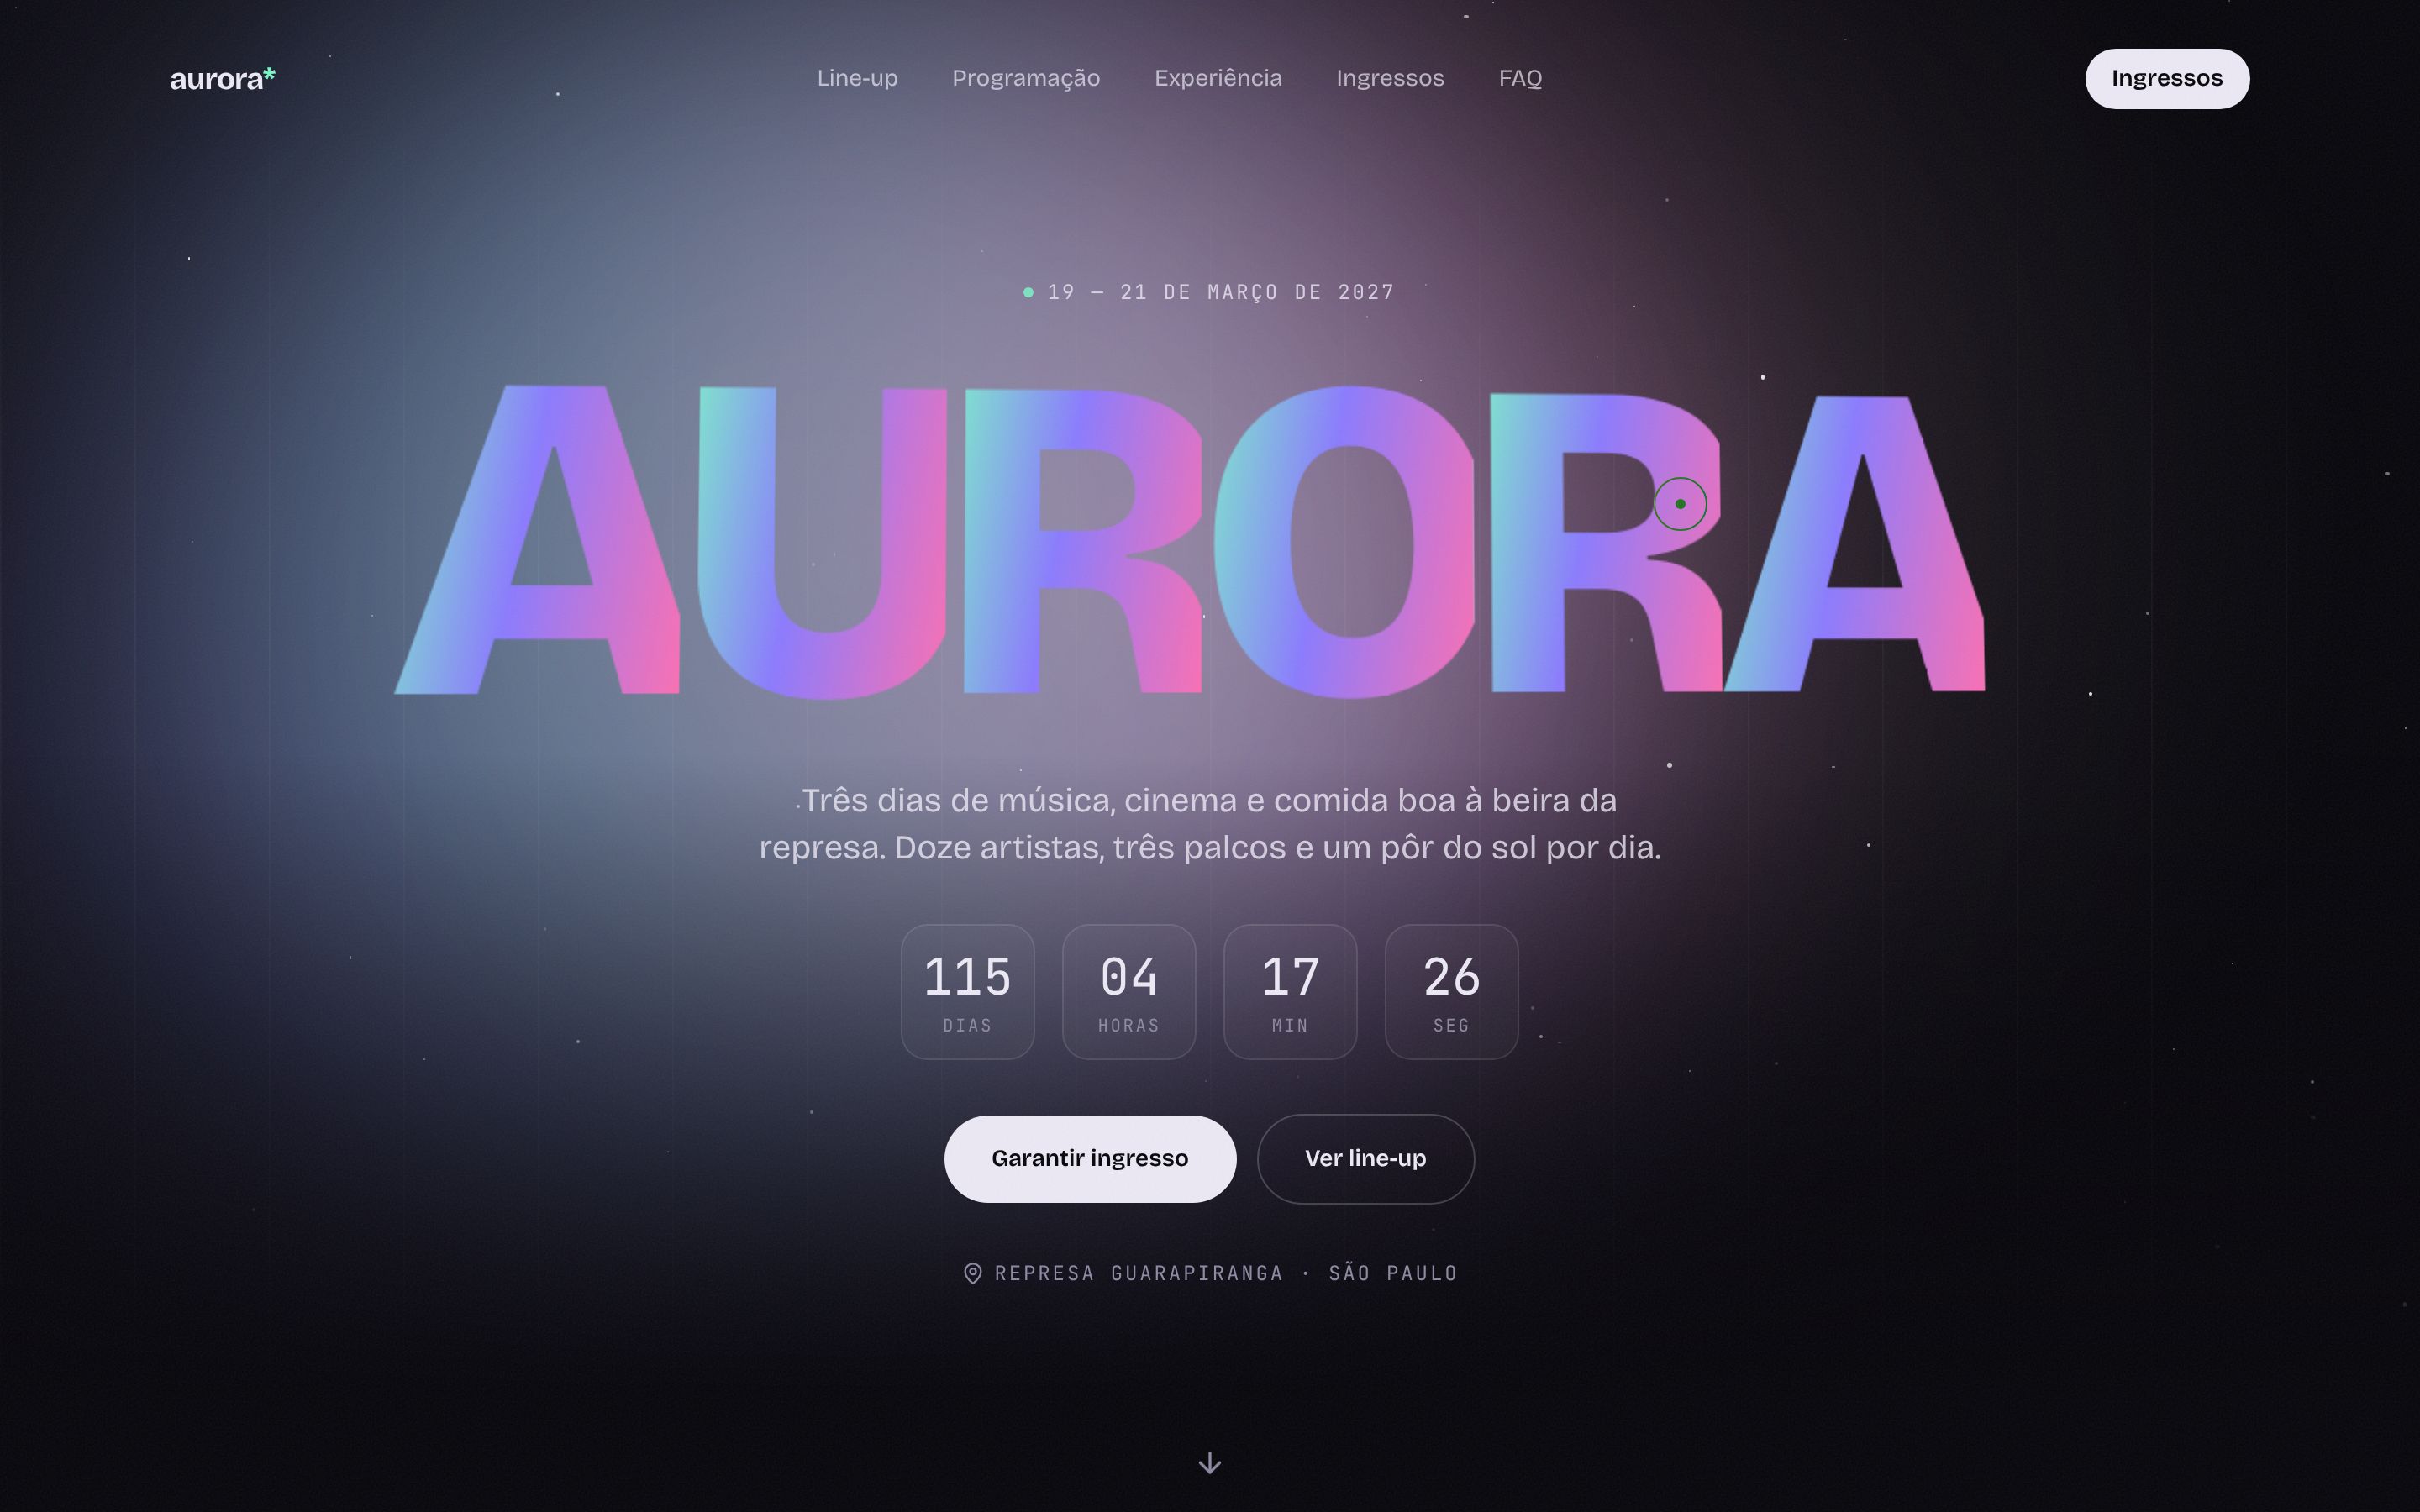 aurora*
Line-up
Programação
Experiência
Ingressos
FAQ
Ingressos
19 — 21 DE MARÇO DE 2027
AURORA
Três dias de música, cinema e comida boa à beira da
represa. Doze artistas, três palcos e um pôr do sol por dia.
115
DIAS
04
HORAS
17
MIN
26
SEG
Garantir ingresso
Ver line-up
REPRESA GUARAPIRANGA · SÃO PAULO